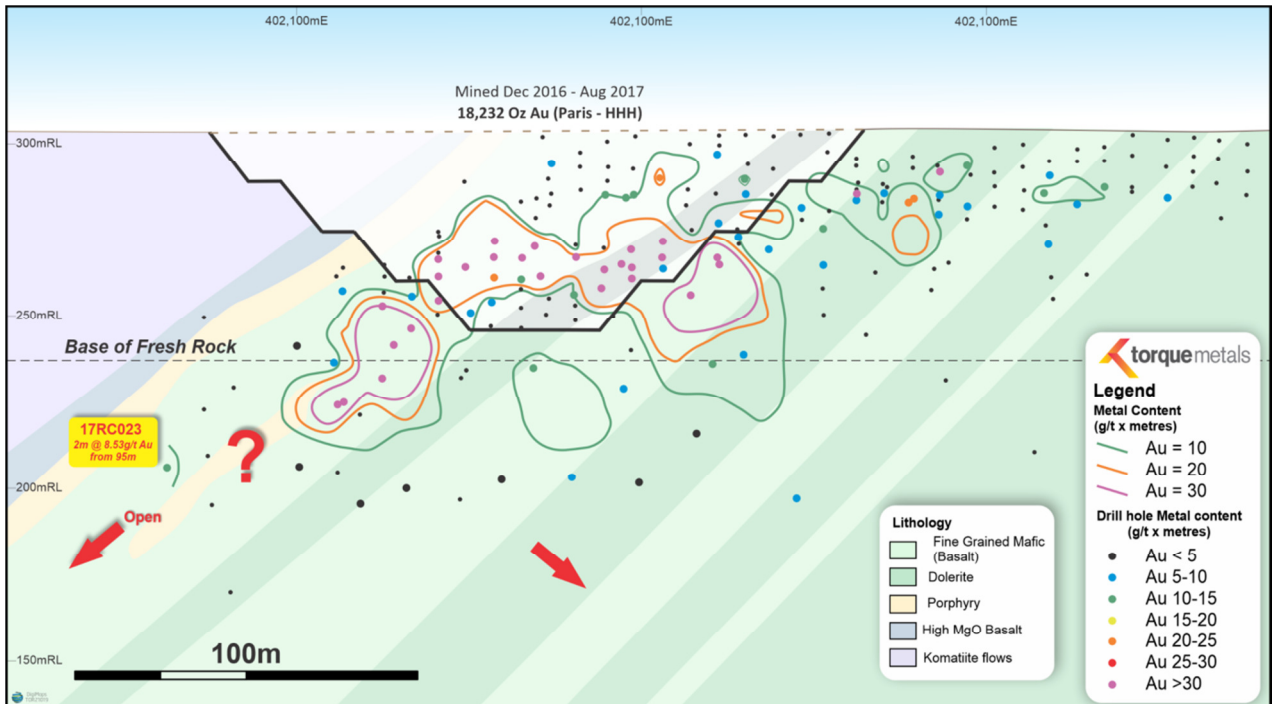 402,100mE
402,100mE
402,100mE
Mined Dec 2016 - Aug 2017
18,232 Oz Au (Paris - HHH)
300mRL
250mRL
Base of Fresh Rock
17RC023
2m @ 8.53g/t Au
from 95m
?
200mRL
Open
150mRL
100m
torquemetals
Legend
Metal Content
(g/t x metres)
Au = 10
Au = 20
Au = 30
Drill hole Metal content
(g/t x metres)
Au < 5
Au 5-10
Au 10-15
Au 15-20
Au 20-25
Au 25-30
Au >30
Lithology
Fine Grained Mafic
(Basalt)
Dolerite
Porphyry
High MgO Basalt
Komatiite flows